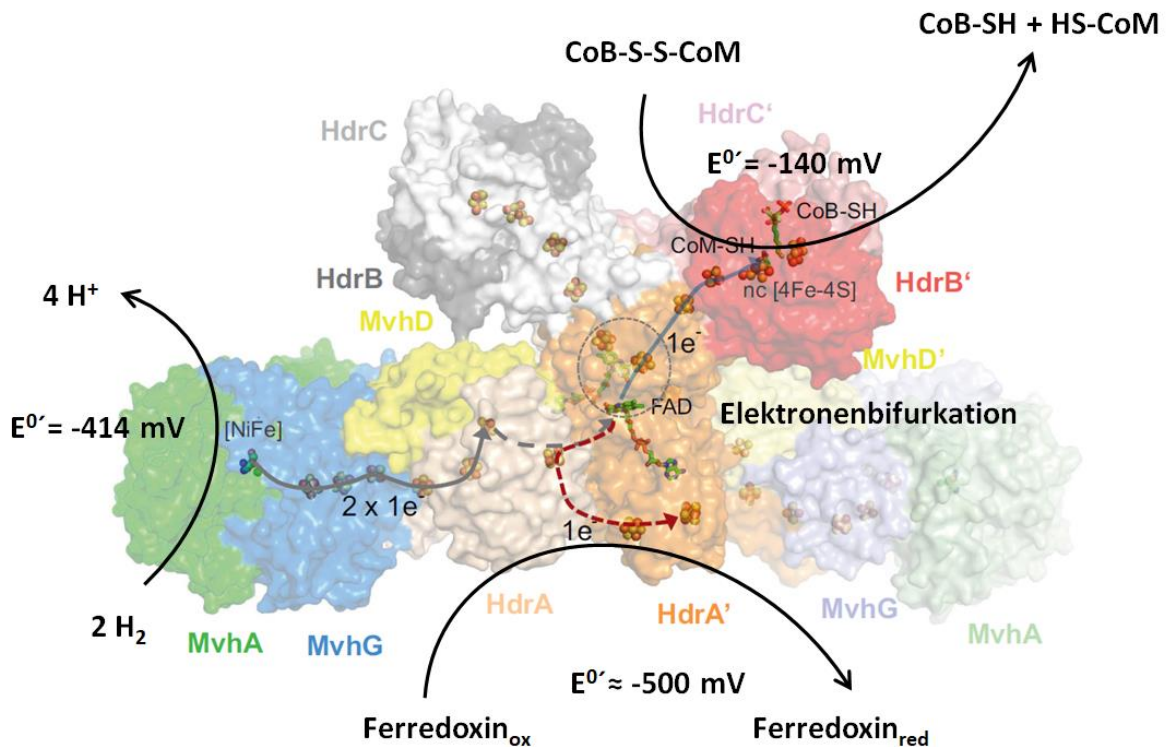 CoB-SH + HS-CoM
CoB-S-S-CoM
HdrC
HdrC‘
E⁰´= -140 mV
CoB-SH
CoM-SH
HdrB
HdrB‘
nc [4Fe-4S]
4 H⁺
MvhD
1e⁻
MvhD’
FAD
Elektronenbifurkation
E⁰´= -414 mV
[NiFe]
2 x 1e⁻
1e⁻
HdrA
HdrA’
MvhG
MvhA
2 H₂
MvhA
MvhG
E⁰´≈ -500 mV
Ferredoxinₒₓ
Ferredoxin_red